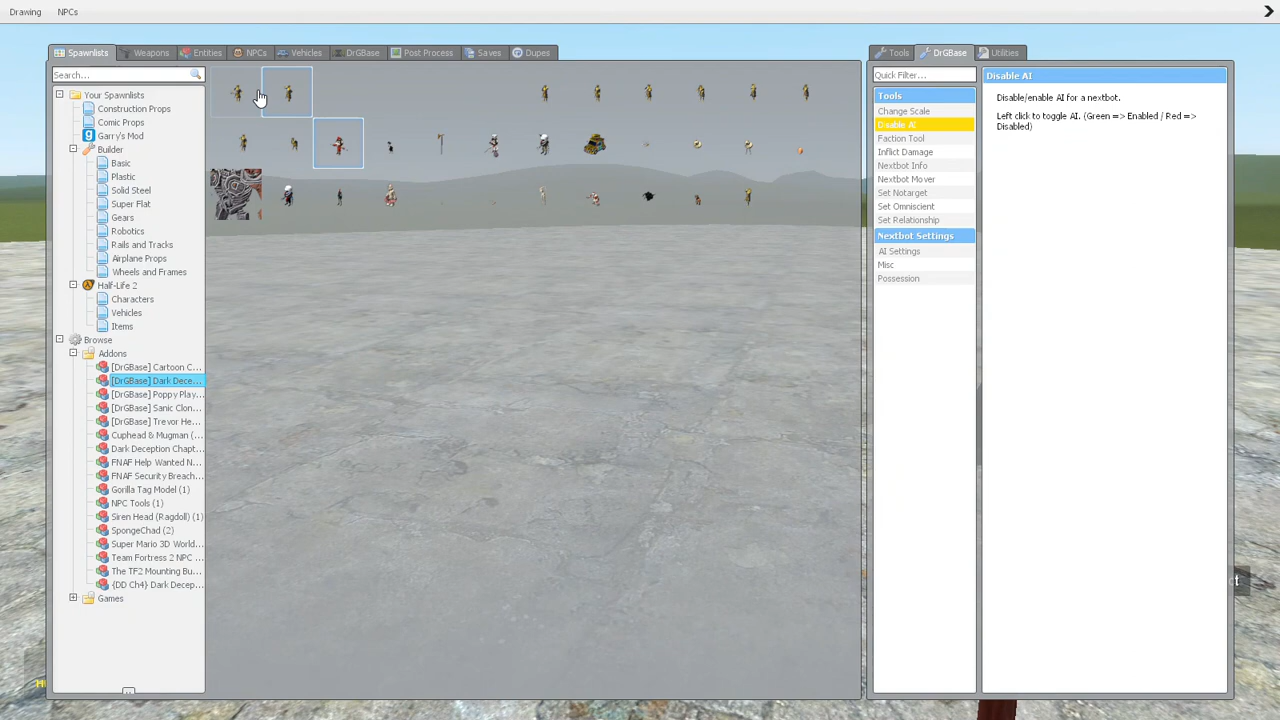 Drawing NPCs
Spawnlists Weapons Entities NPCs Vehicles DrGBase Post Process Saves Dupes
Search...
Your Spawnlists
Construction Props
Comic Props
Garry's Mod
Builder
Basic
Plastic
Solid Steel
Super Flat
Gears
Robotics
Rails and Tracks
Airplane Props
Wheels and Frames
Half-Life 2
Characters
Vehicles
Items
Browse
Addons
[DrGBase] Cartoon C...
[DrGBase] Dark Dece...
[DrGBase] Poppy Play...
[DrGBase] Sanic Clon...
[DrGBase] Trevor He...
Cuphead & Mugman (...
Dark Deception Chapt...
FNAF Help Wanted N...
FNAF Security Breach...
Gorilla Tag Model (1)
NPC Tools (1)
Siren Head (Ragdoll) (1)
SpongeChad (2)
Super Mario 3D World...
Team Fortress 2 NPC ...
The TF2 Mounting Bu...
{DD Ch4} Dark Decep...
Games
Tools DrGBase Utilities
Quick Filter...
Tools
Change Scale
Disable AI
Faction Tool
Inflict Damage
Nextbot Info
Nextbot Mover
Set Notarget
Set Omniscient
Set Relationship
Nextbot Settings
AI Settings
Misc
Possession
Disable AI
Disable/enable AI for a nextbot.
Left click to toggle AI. (Green => Enabled / Red =>
Disabled)